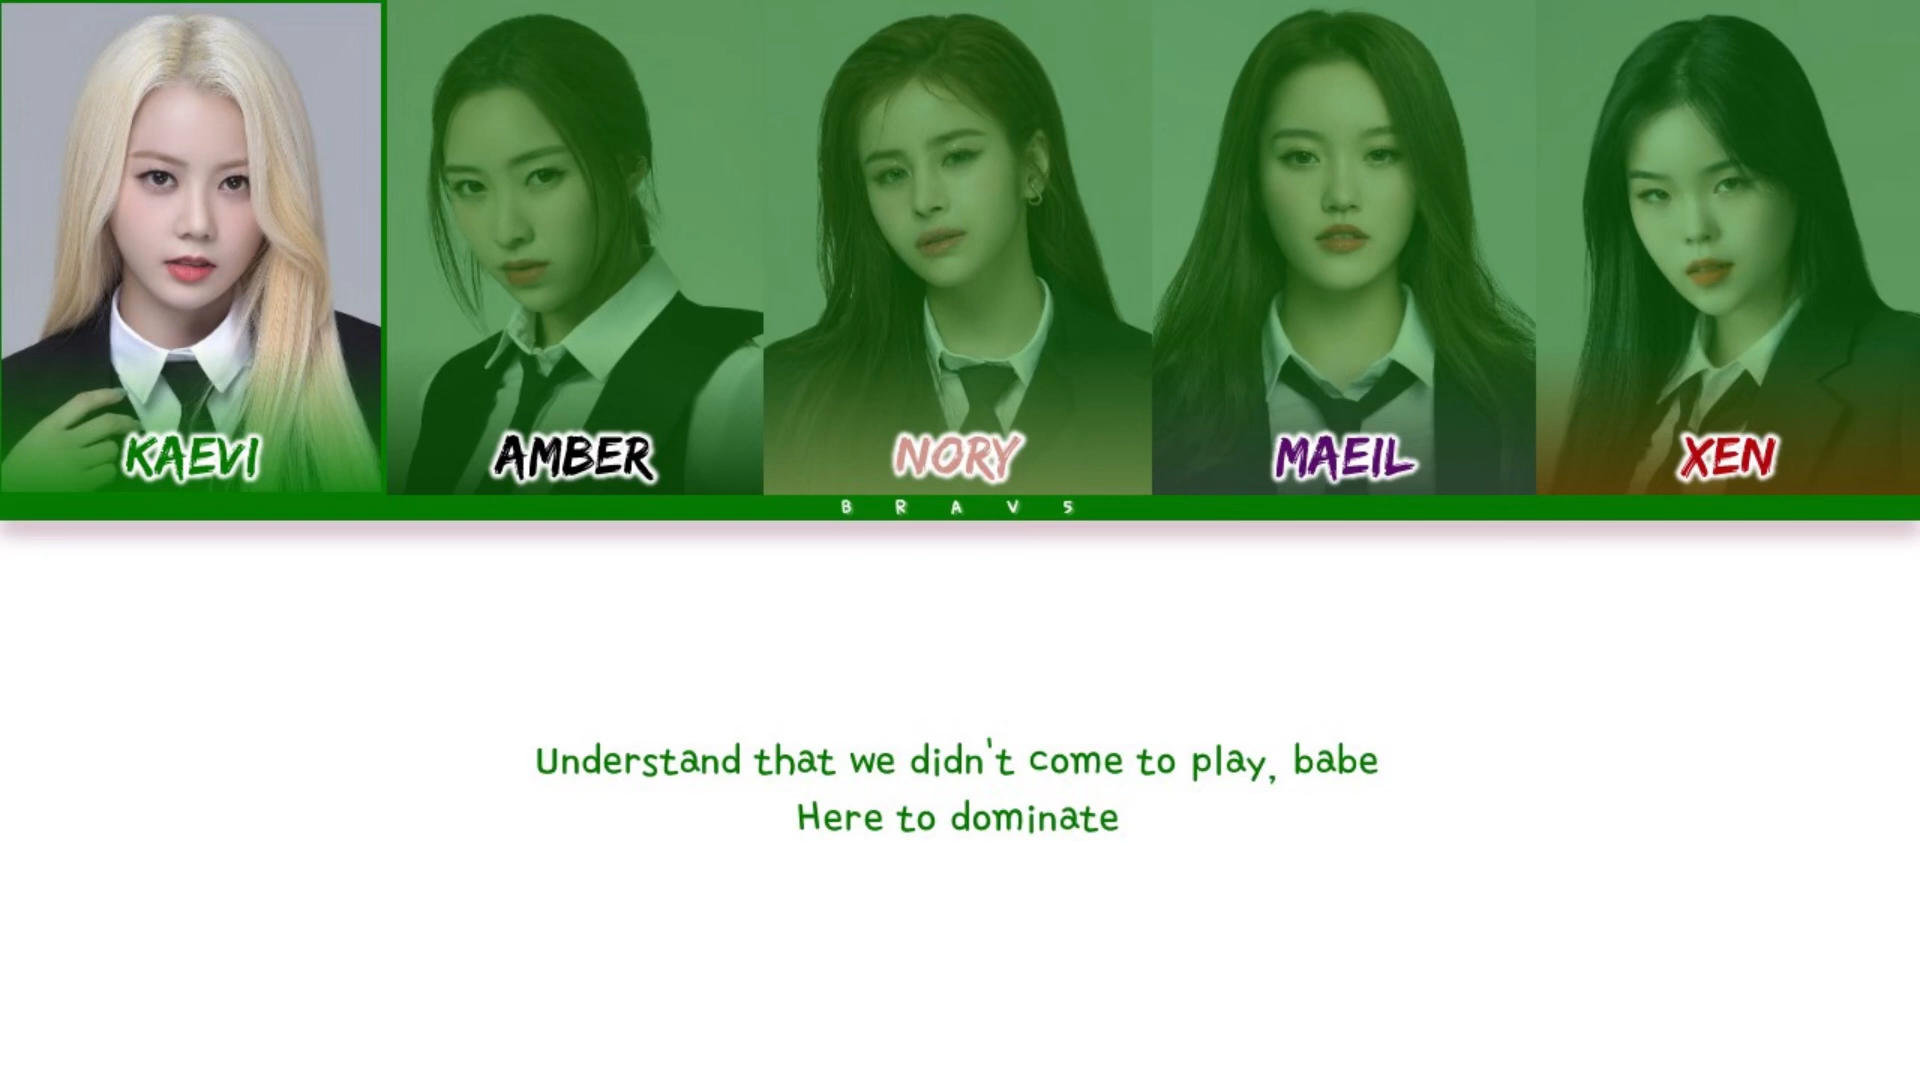 KAEVI AMBER NORY MAEIL XEN
B R A V 5
Understand that we didn't come to play, babe
Here to dominate